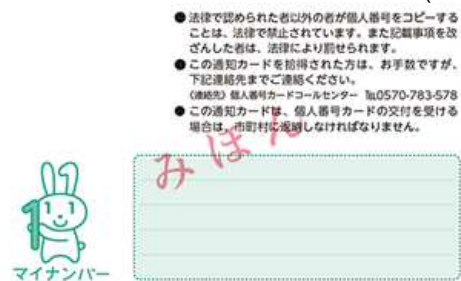 ● 法律で認められた者以外の者が個人番号をコピーする
ことは、法律で禁止されています。また記載事項を改
ざんした者は、法律により罰せられます。
● この通知カードを拾得された方は、お手数ですが、
下記連絡先までご連絡ください。
《連絡先》個人番号カードコールセンター ℡0570-783-578
● この通知カードは、個人番号カードの交付を受ける
場合は、市町村に返納しなければなりません。
みほん
1
マイナンバー